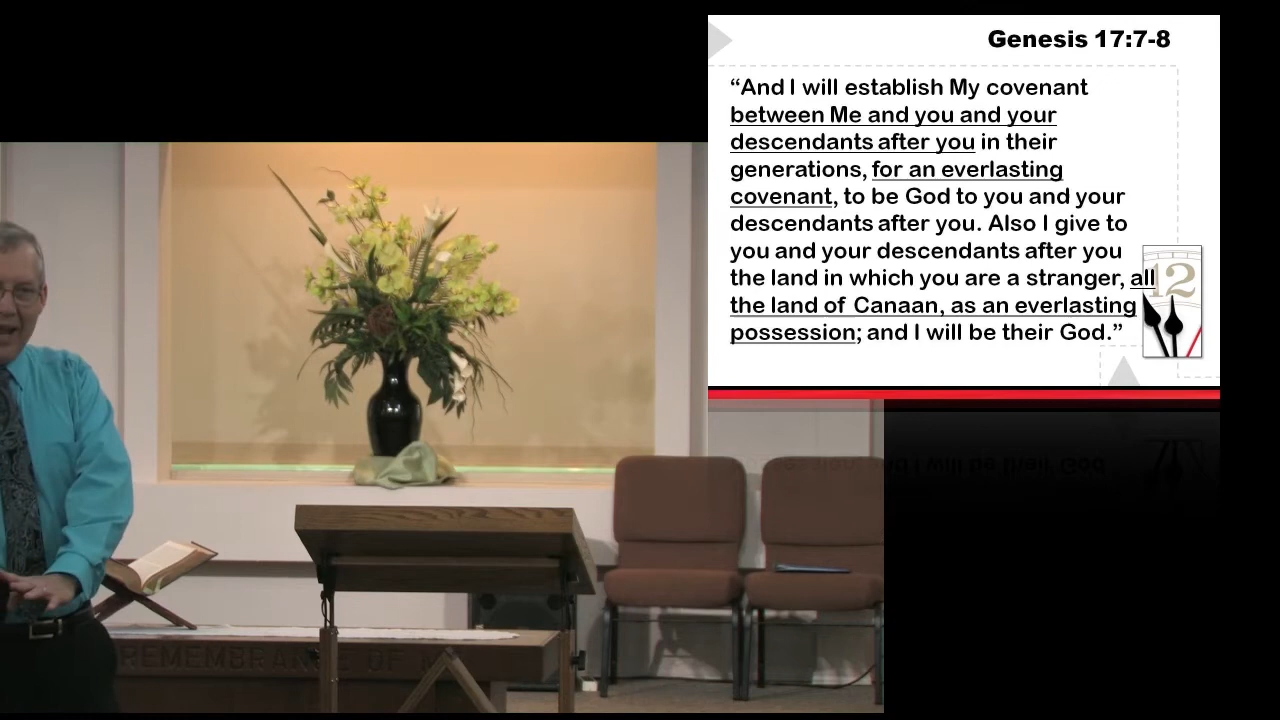 Genesis 17:7-8
“And I will establish My covenant
between Me and you and your
descendants after you in their
generations, for an everlasting
covenant, to be God to you and your
descendants after you. Also I give to
you and your descendants after you
the land in which you are a stranger, all
the land of Canaan, as an everlasting
possession; and I will be their God.”
12
REMEMBRANCE OF